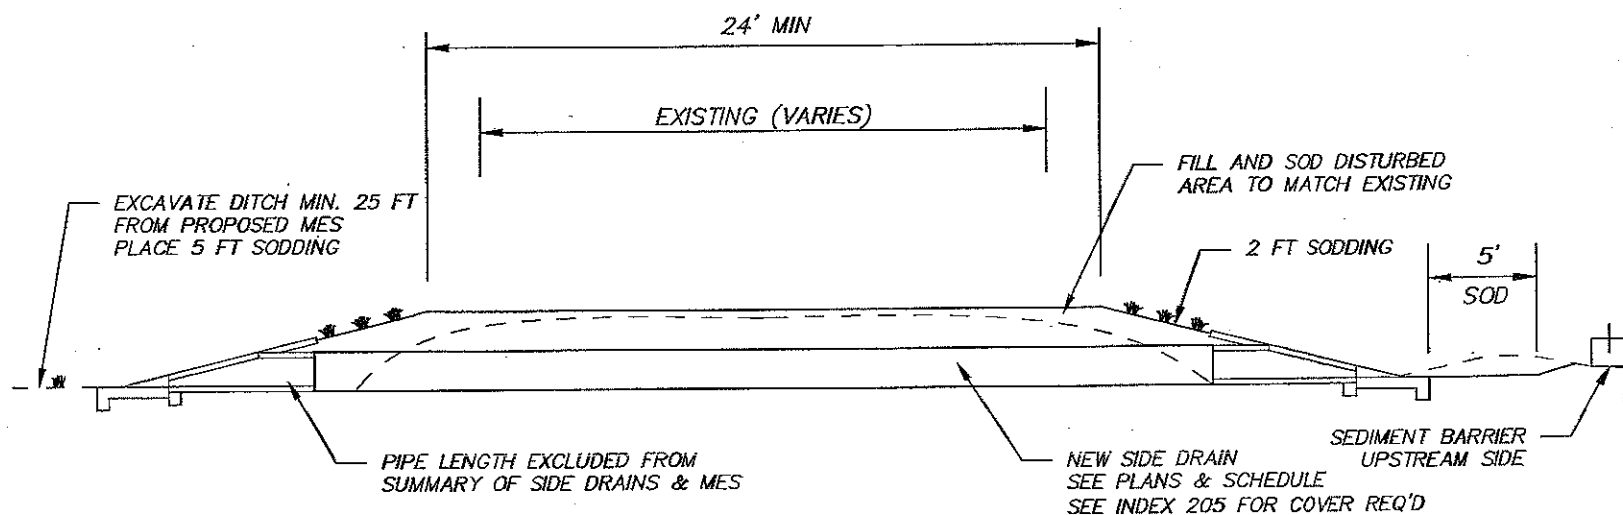 24' MIN
EXISTING (VARIES)
FILL AND SOD DISTURBED
AREA TO MATCH EXISTING
EXCAVATE DITCH MIN. 25 FT
FROM PROPOSED MES
PLACE 5 FT SODDING
2 FT SODDING
5'
SOD
PIPE LENGTH EXCLUDED FROM
SUMMARY OF SIDE DRAINS & MES
NEW SIDE DRAIN
SEE PLANS & SCHEDULE
SEE INDEX 205 FOR COVER REQ'D
SEDIMENT BARRIER
UPSTREAM SIDE